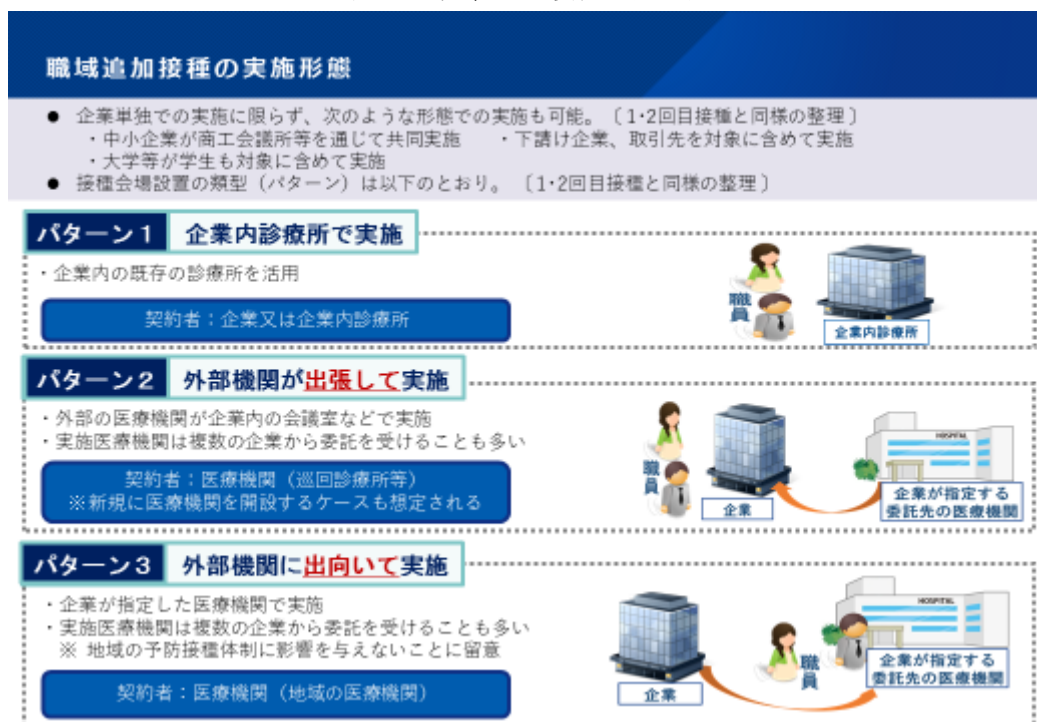 職域追加接種の実施形態
● 企業単独での実施に限らず、次のような形態での実施も可能。〔1・2回目接種と同様の整理〕
・中小企業が商工会議所等を通じて共同実施 ・下請け企業、取引先を対象に含めて実施
・大学等が学生も対象に含めて実施
● 接種会場設置の類型（パターン）は以下のとおり。〔1・2回目接種と同様の整理〕
パターン1 企業内診療所で実施
・企業内の既存の診療所を活用
契約者：企業又は企業内診療所
職員
企業内診療所
パターン2 外部機関が出張して実施
・外部の医療機関が企業内の会議室などで実施
・実施医療機関は複数の企業から委託を受けることも多い
契約者：医療機関（巡回診療所等）
※新規に医療機関を開設するケースも想定される
職員
企業
HOSPITAL
企業が指定する
委託先の医療機関
パターン3 外部機関に出向いて実施
・企業が指定した医療機関で実施
・実施医療機関は複数の企業から委託を受けることも多い
※ 地域の予防接種体制に影響を与えないことに留意
契約者：医療機関（地域の医療機関）
企業
職員
HOSPITAL
企業が指定する
委託先の医療機関